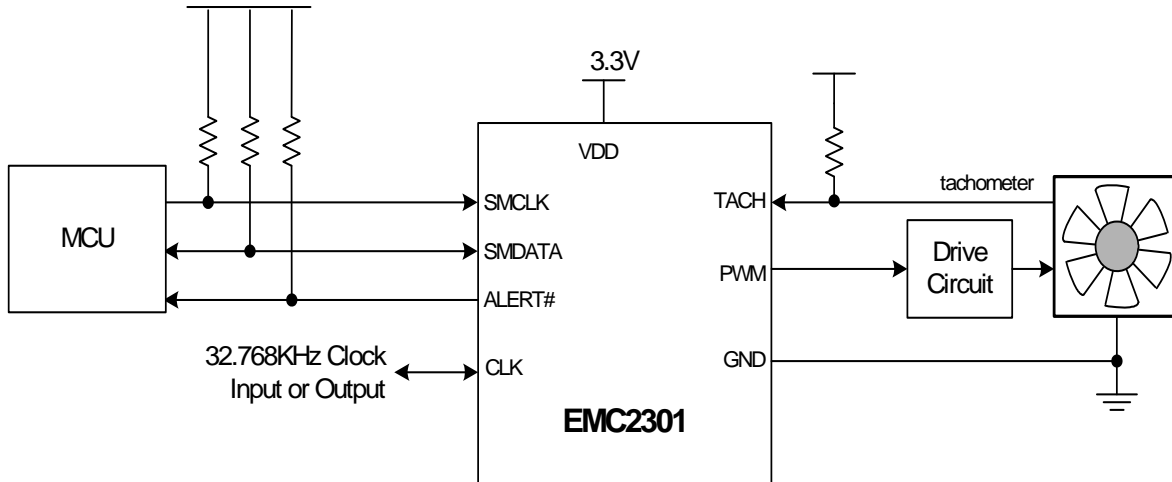 3.3V
VDD
MCU
SMCLK
SMDATA
ALERT#
CLK
32.768KHz Clock
Input or Output
TACH
PWM
GND
EMC2301
tachometer
Drive
Circuit